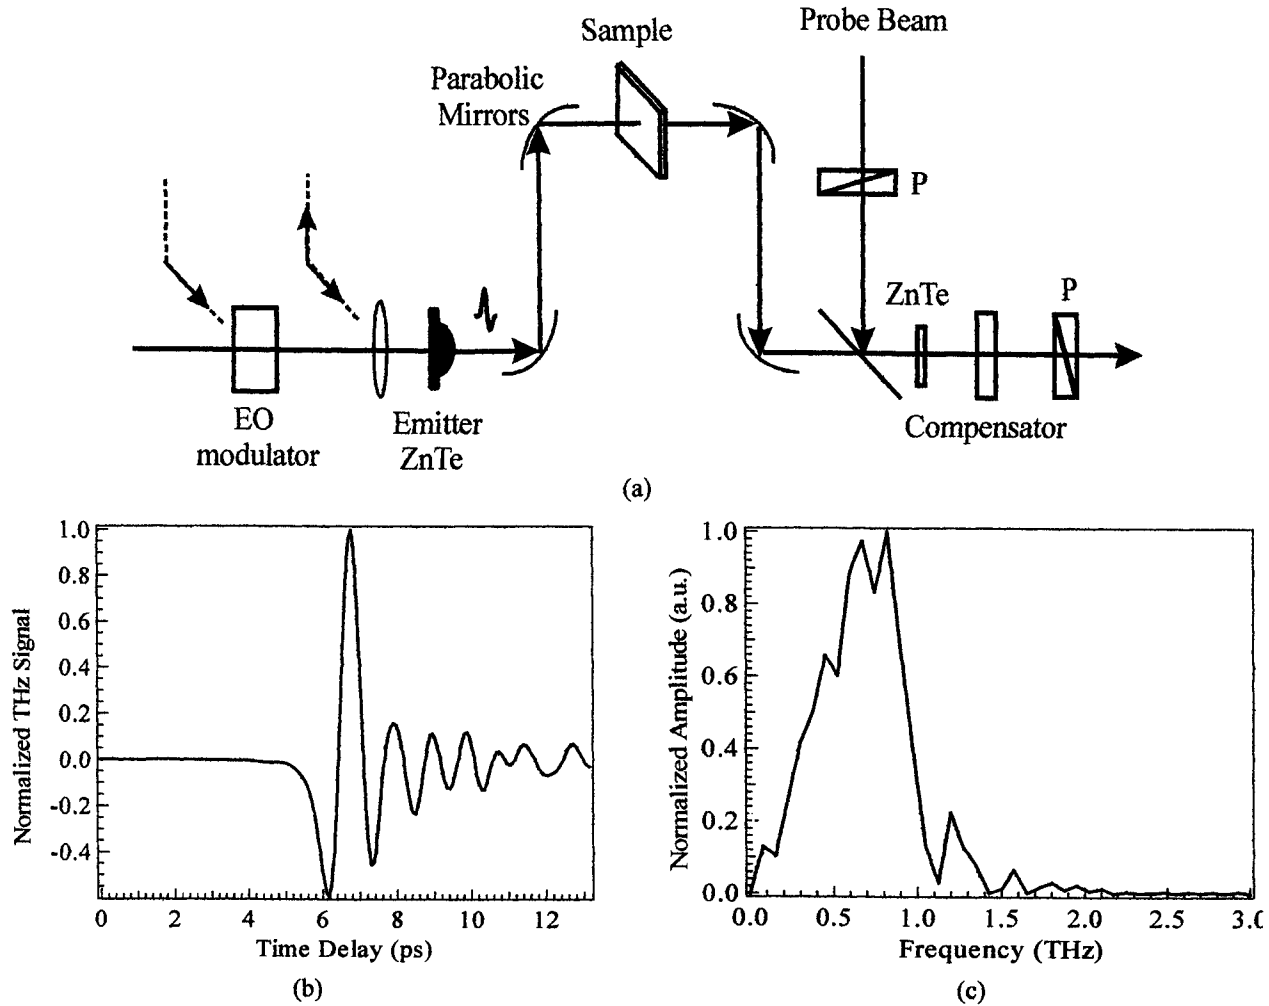 Sample
Probe Beam
Parabolic
Mirrors
P
ZnTe
P
EO
modulator
Emitter
ZnTe
Compensator
(a)
Normalized THz Signal
1.0
0.8
0.6
0.4
0.2
0.0
-0.2
-0.4
0
2
4
6
8
10
12
Time Delay (ps)
(b)
Normalized Amplitude (a.u.)
1.0
0.8
0.6
0.4
0.2
0.0
0.0
0.5
1.0
1.5
2.0
2.5
3.0
Frequency (THz)
(c)